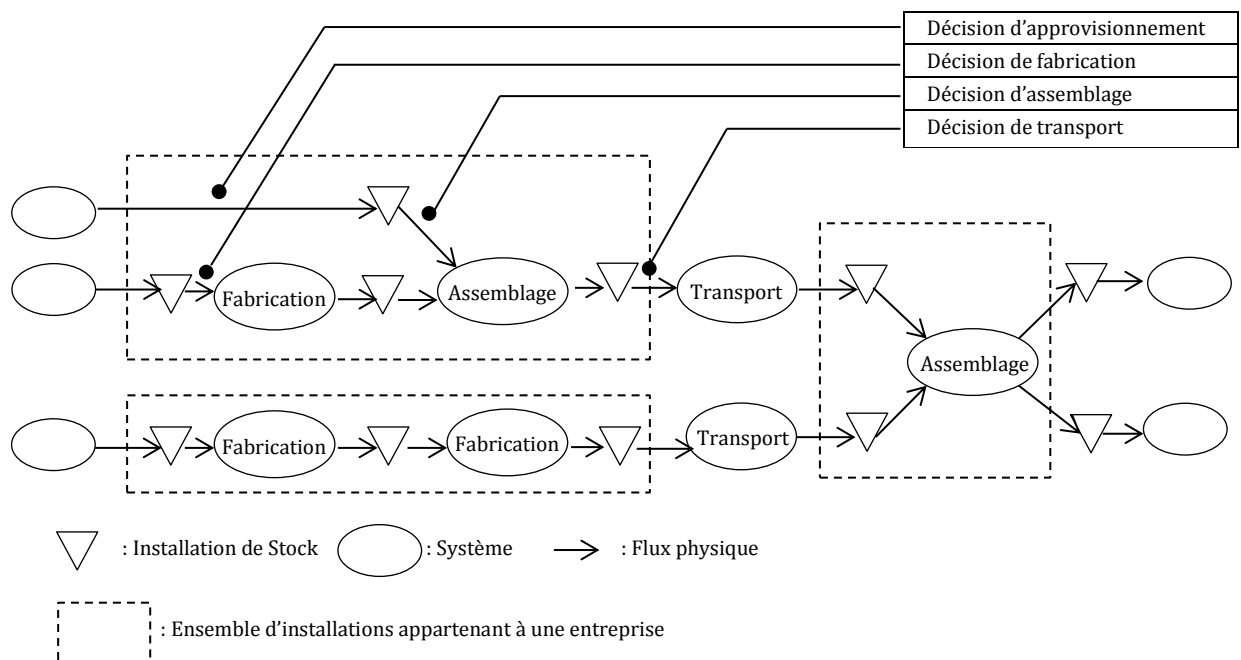 Décision d’approvisionnement
Décision de fabrication
Décision d’assemblage
Décision de transport
Fabrication
Assemblage
Transport
Assemblage
Fabrication
Fabrication
Transport
: Installation de Stock
: Système
: Flux physique
: Ensemble d’installations appartenant à une entreprise